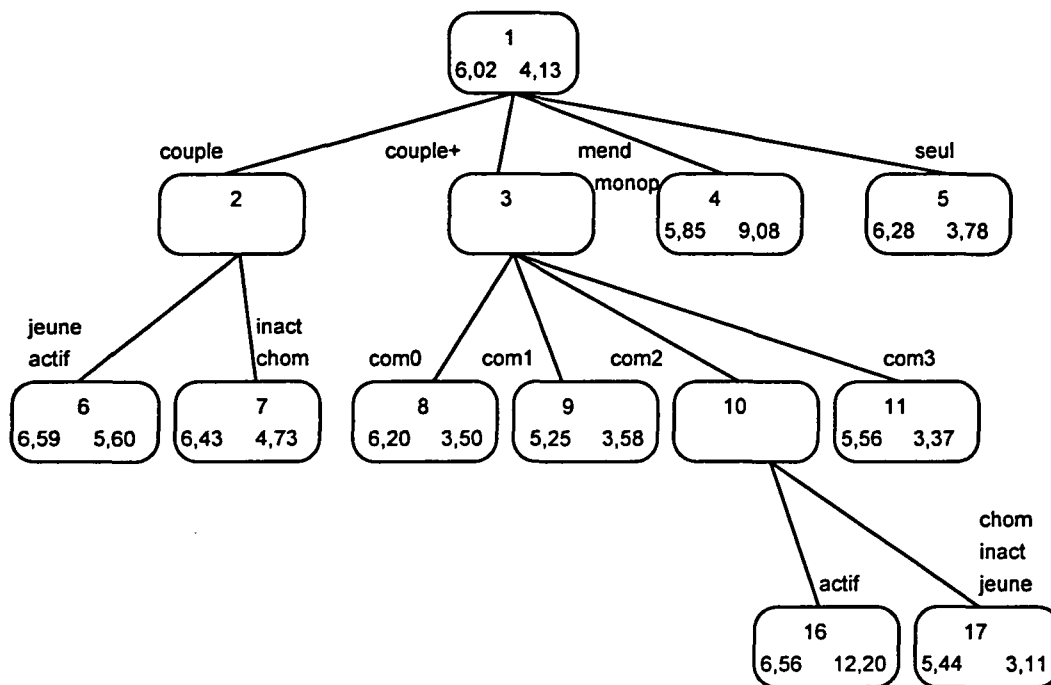 1
6,02 4,13
couple couple+ mend seul
monop
2 3 4 5
5,85 9,08 6,28 3,78
jeune inact
actif chom com0 com1 com2 com3
6 7 8 9 10 11
6,59 5,60 6,43 4,73 6,20 3,50 5,25 3,58 5,56 3,37
chom
inact
actif jeune
16 17
6,56 12,20 5,44 3,11